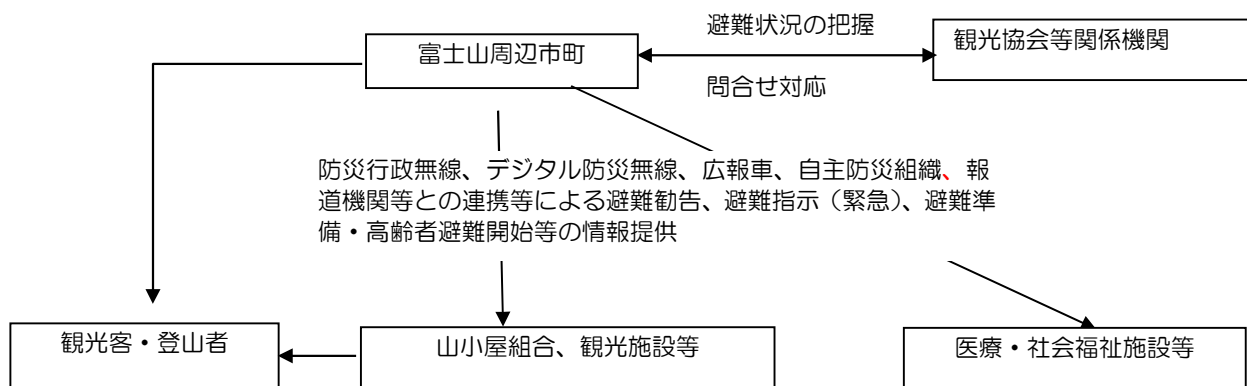 避難状況の把握
富士山周辺市町
観光協会等関係機関
問合せ対応
防災行政無線、デジタル防災無線、広報車、自主防災組織、報
道機関等との連携等による避難勧告、避難指示（緊急）、避難準
備・高齢者避難開始等の情報提供
観光客・登山者
山小屋組合、観光施設等
医療・社会福祉施設等